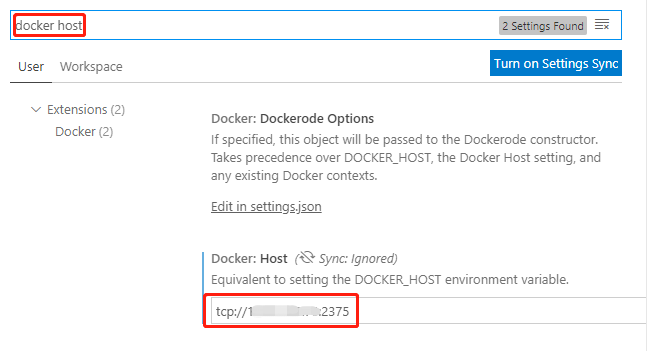 docker host
2 Settings Found
User
Workspace
Turn on Settings Sync
Extensions (2)
Docker (2)
Docker: Dockerode Options
If specified, this object will be passed to the Dockerode constructor.
Takes precedence over DOCKER_HOST, the Docker Host setting, and
any existing Docker contexts.
Edit in settings.json
Docker: Host (Sync: Ignored)
Equivalent to setting the DOCKER_HOST environment variable.
tcp://1 :2375